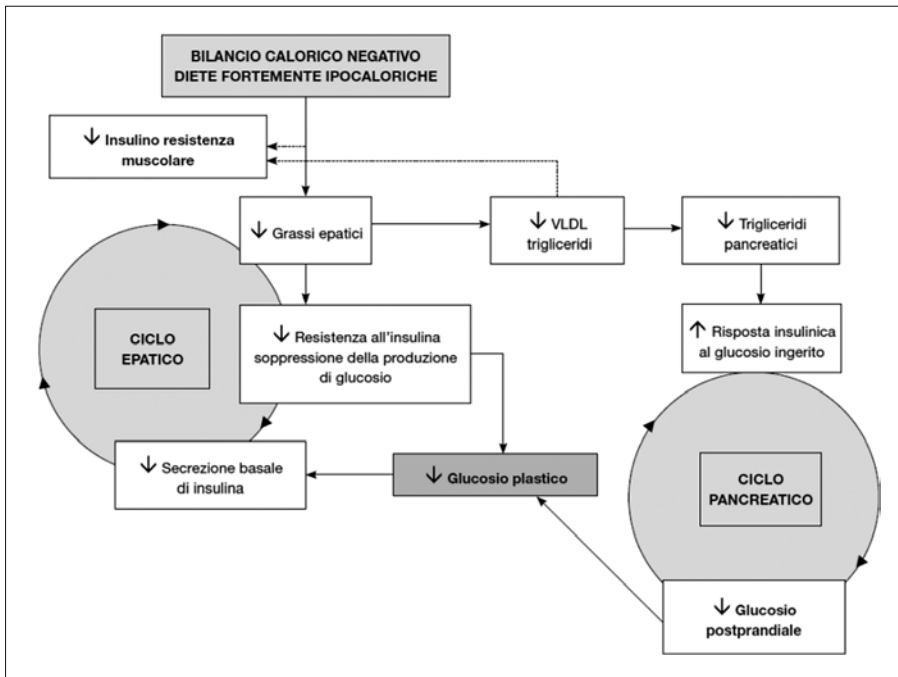 BILANCIO CALORICO NEGATIVO
DIETE FORTEMENTE IPOCALORICHE
↓ Insulino resistenza
muscolare
↓ Grassi epatici
↓ VLDL
trigliceridi
↓ Trigliceridi
pancreatici
CICLO
EPATICO
↓ Resistenza all'insulina
soppressione della produzione
di glucosio
↑ Risposta insulinica
al glucosio ingerito
↓ Secrezione basale
di insulina
↓ Glucosio plastico
CICLO
PANCREATICO
↓ Glucosio
postprandiale